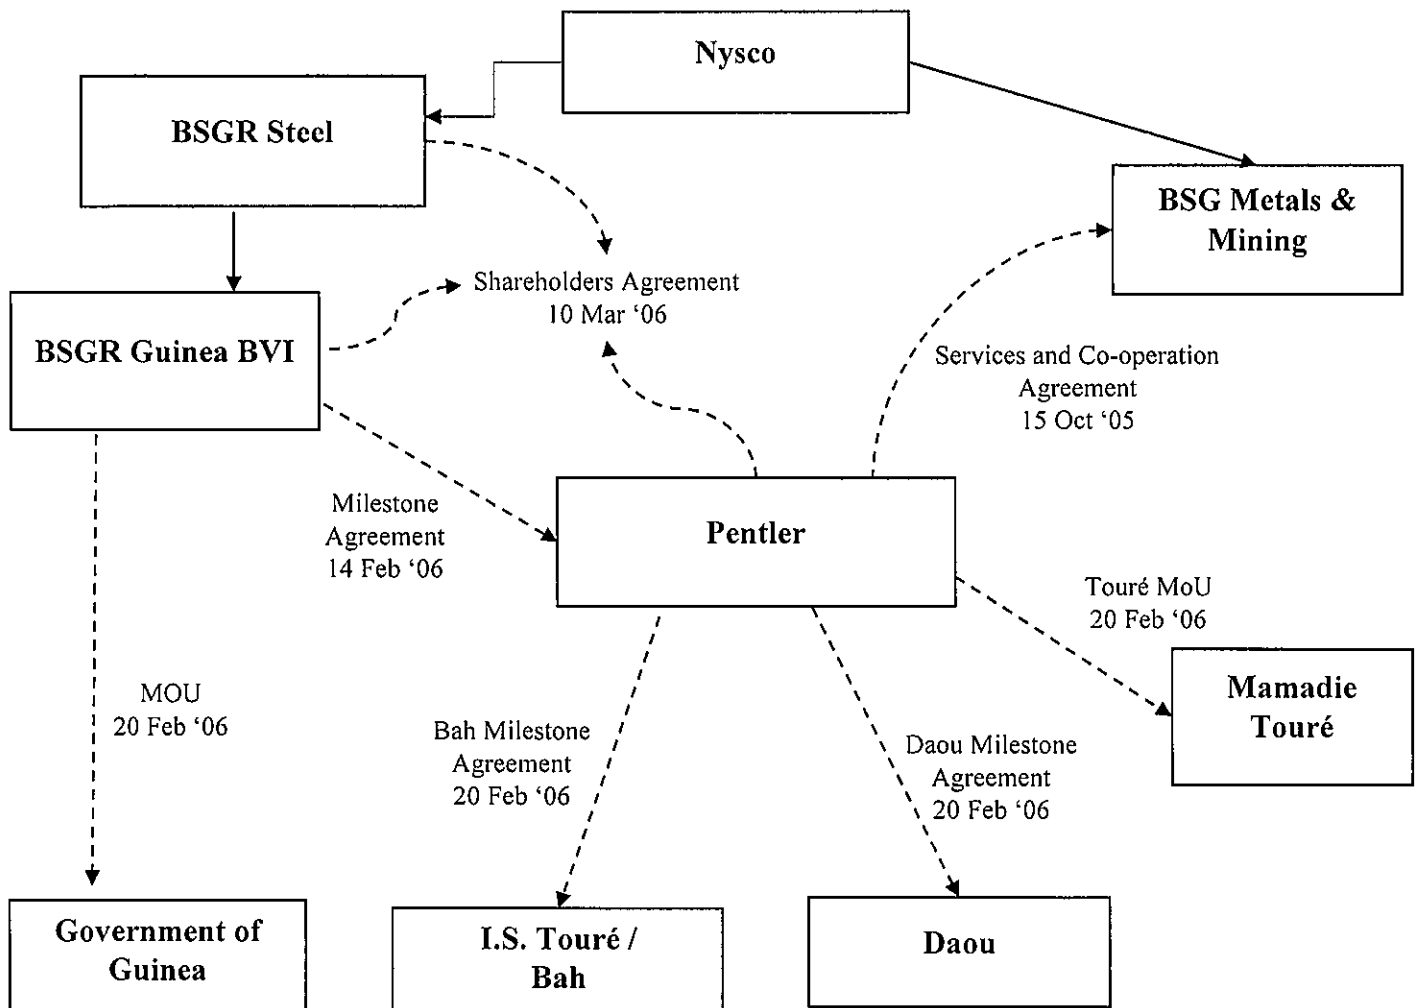 Nysco
BSGR Steel
BSG Metals &
Mining
Shareholders Agreement
10 Mar ‘06
BSGR Guinea BVI
Services and Co-operation
Agreement
15 Oct ‘05
Milestone
Agreement
14 Feb ‘06
Pentler
Touré MoU
20 Feb ‘06
Mamadie
Touré
MOU
20 Feb ‘06
Bah Milestone
Agreement
20 Feb ‘06
Daou Milestone
Agreement
20 Feb ‘06
Government of
Guinea
I.S. Touré /
Bah
Daou